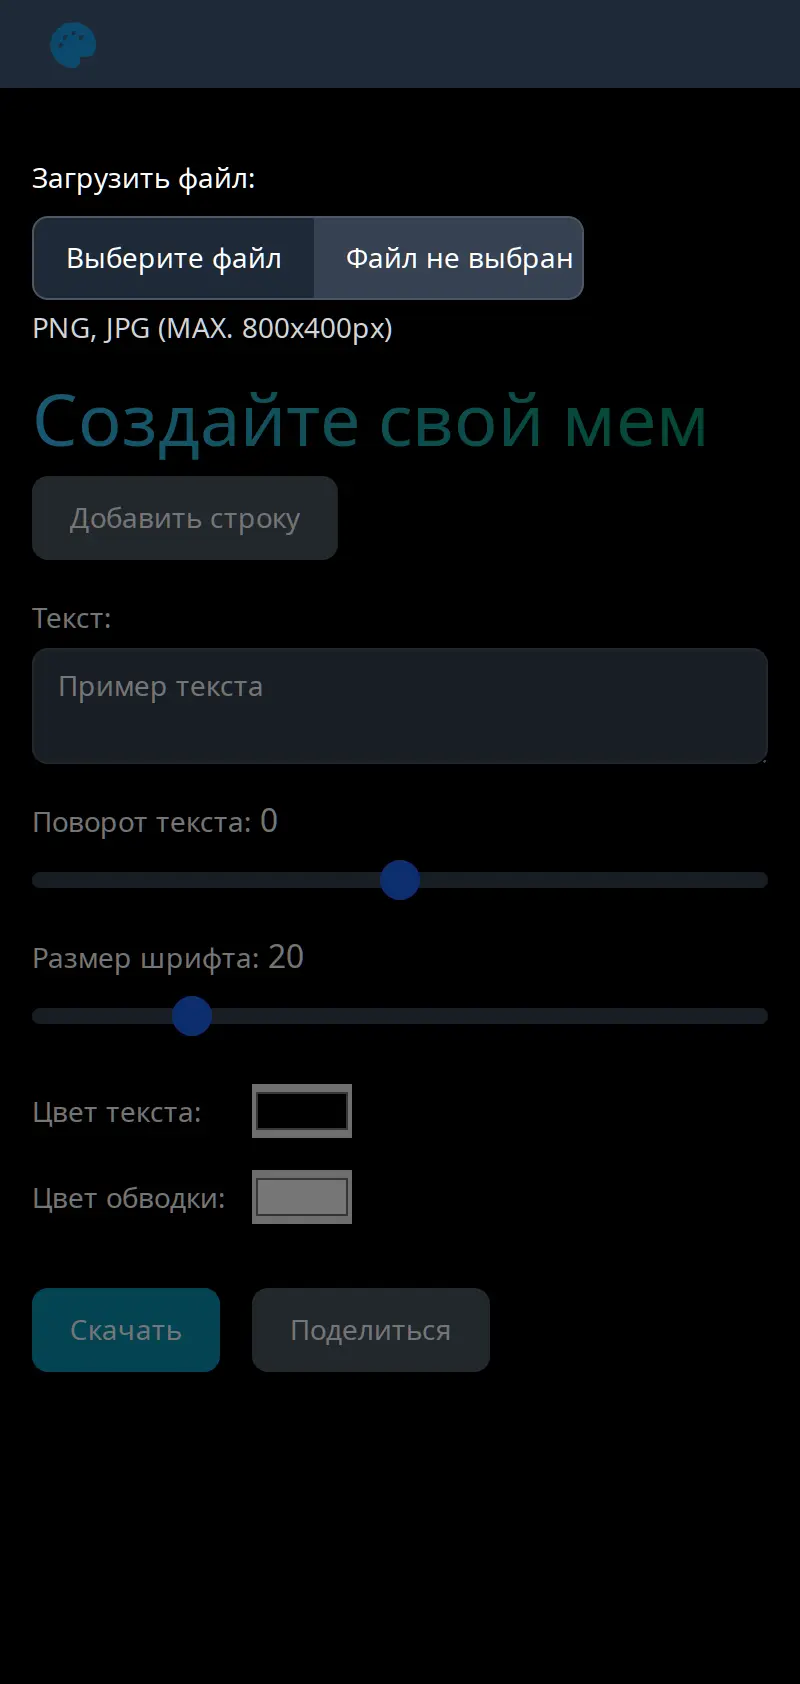 Загрузить файл:
Выберите файл Файл не выбран
PNG, JPG (MAX. 800x400px)
Создайте свой мем
Добавить строку
Текст:
Пример текста
Поворот текста: 0
Размер шрифта: 20
Цвет текста:
Цвет обводки:
Скачать Поделиться